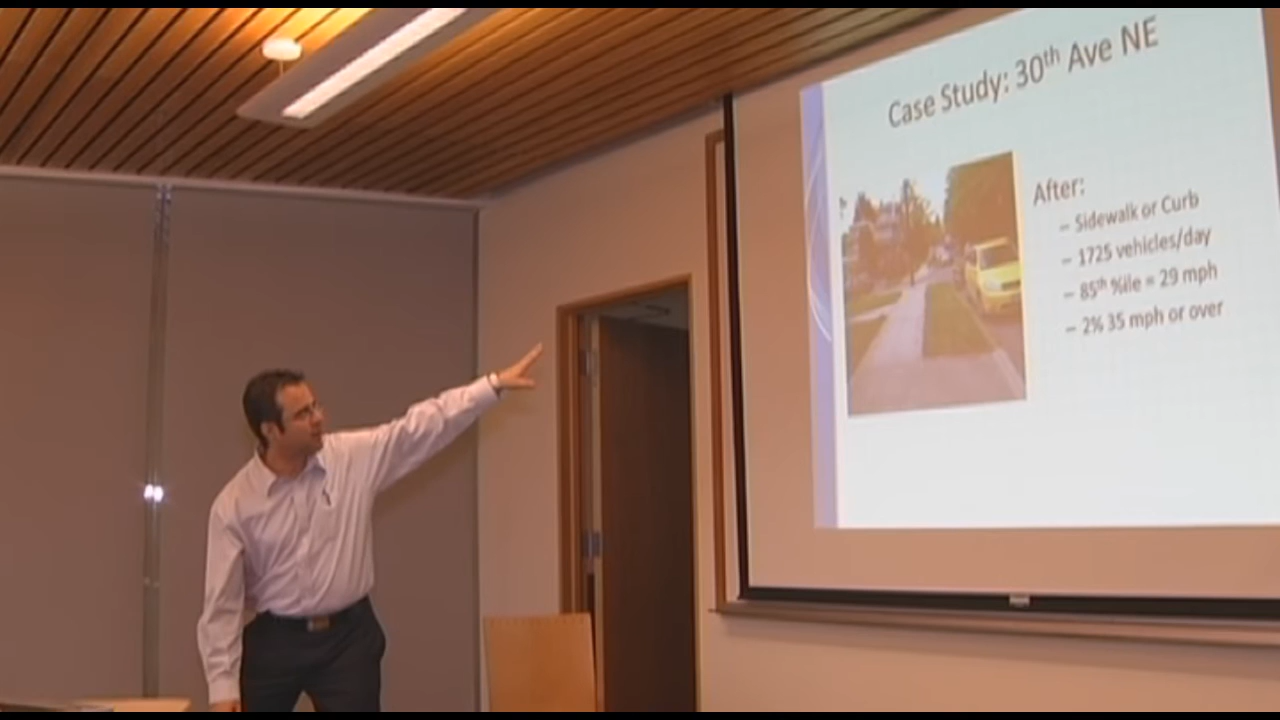 Case Study: 30th Ave NE
After:
– Sidewalk or Curb
– 1725 vehicles/day
– 85th %ile = 29 mph
– 2% 35 mph or over